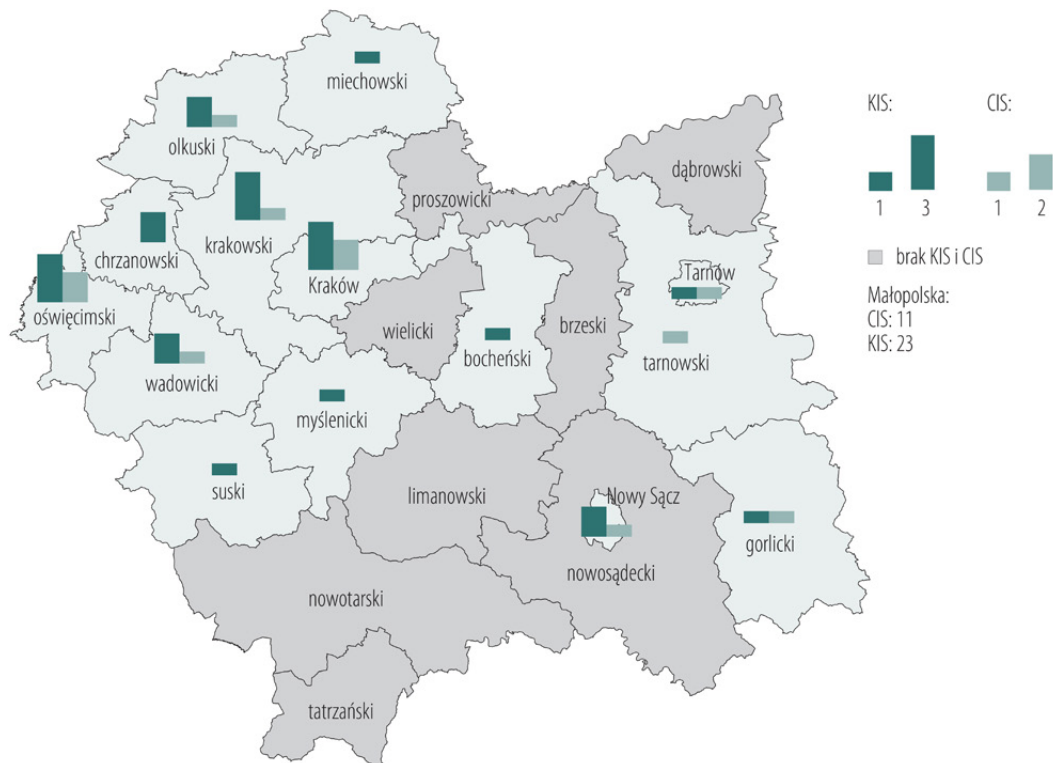 miechowski
olkuski
dąbrowski
proszowicki
krakowski
chrzanowski
Kraków
oświęcimski
Tarnów
wielicki
brzeski
bocheński
tarnowski
wadowicki
myślenicki
suski
limanowski
Nowy Sącz
gorlicki
nowosądecki
nowotarski
tatrzański
KIS: CIS:
1 3 1 2
brak KIS i CIS
Małopolska:
CIS: 11
KIS: 23